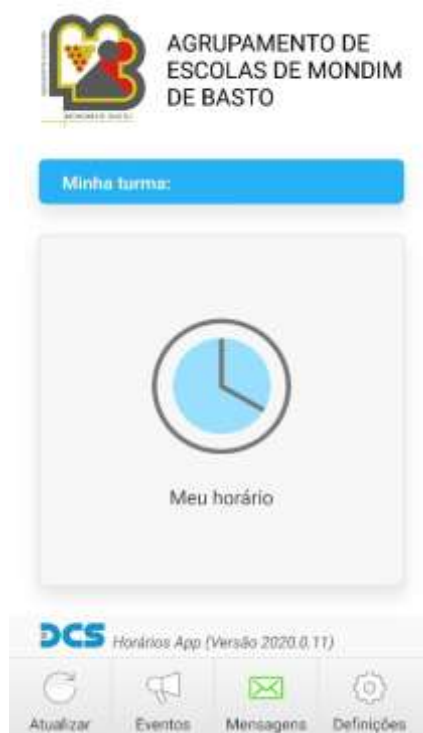 AGRUPAMENTO DE
ESCOLAS DE MONDIM
DE BASTO
Minha turma:
Meu horário
DCS Horários App (Versão 2020.0.11)
Atualizar Eventos Mensagens Definições